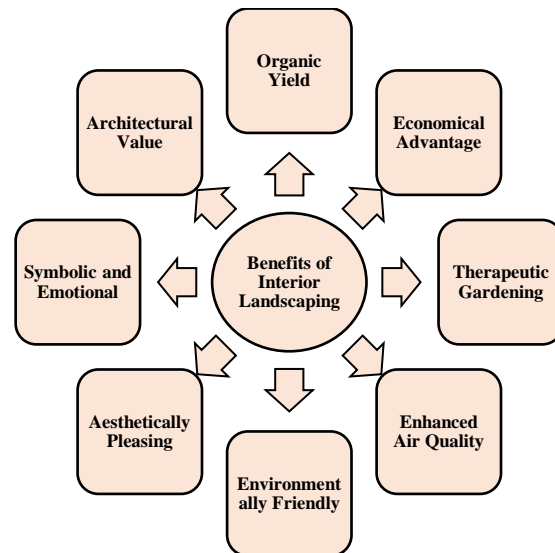 Organic
Yield
Architectural
Value
Economical
Advantage
Symbolic and
Emotional
Benefits of
Interior
Landscaping
Therapeutic
Gardening
Aesthetically
Pleasing
Enhanced
Air Quality
Environment
ally Friendly